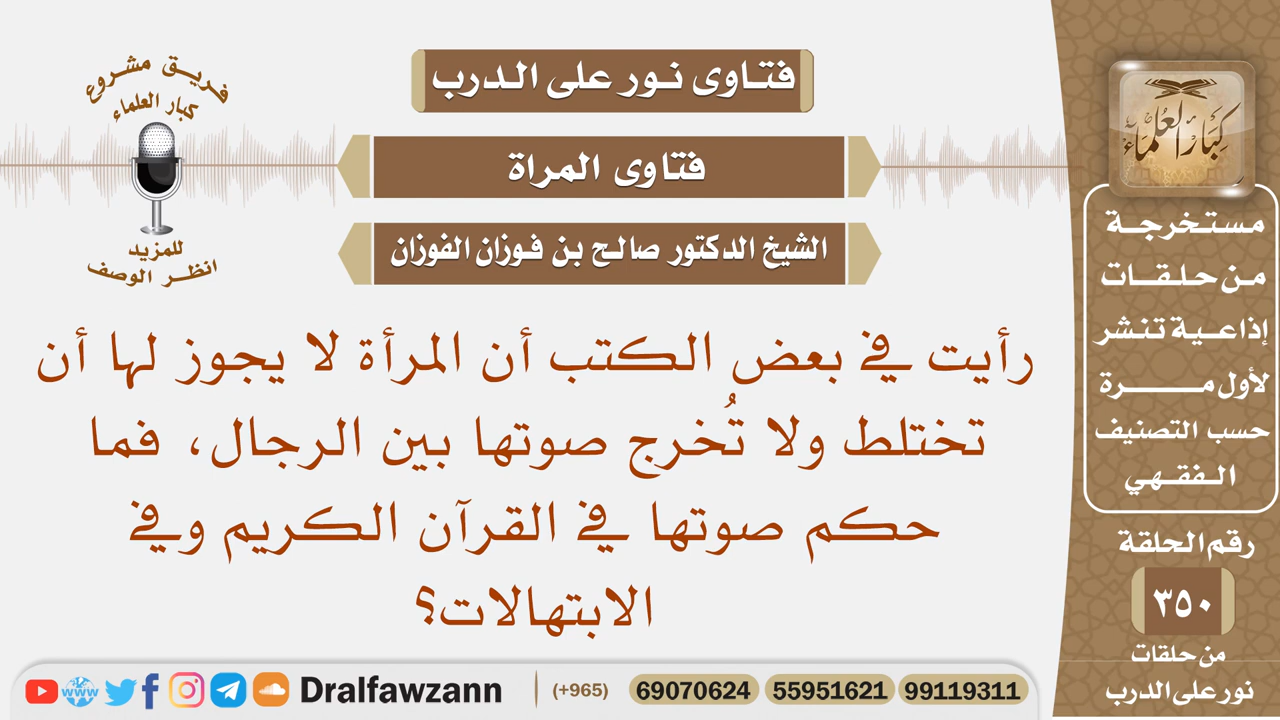 فتاوى نور على الدرب
فتاوى المراة
الشيخ الدكتور صالح بن فوزان الفوزان
فريق مشروع
كبار العلماء
للمزيد
انظر الوصف
رأيت في بعض الكتب أن المرأة لا يجوز لها أن
تختلط ولا تُخرج صوتها بين الرجال، فما
حكم صوتها في القرآن الكريم وفي
الابتهالات؟
كبار العلماء
مستخرجة
من حلقات
إذاعية تنشر
لأول مرة
حسب التصنيف
الفقهي
رقم الحلقة
٣٥٠
من حلقات
نور على الدرب
www
Dralfawzann
(+965)
69070624
55951621
99119311